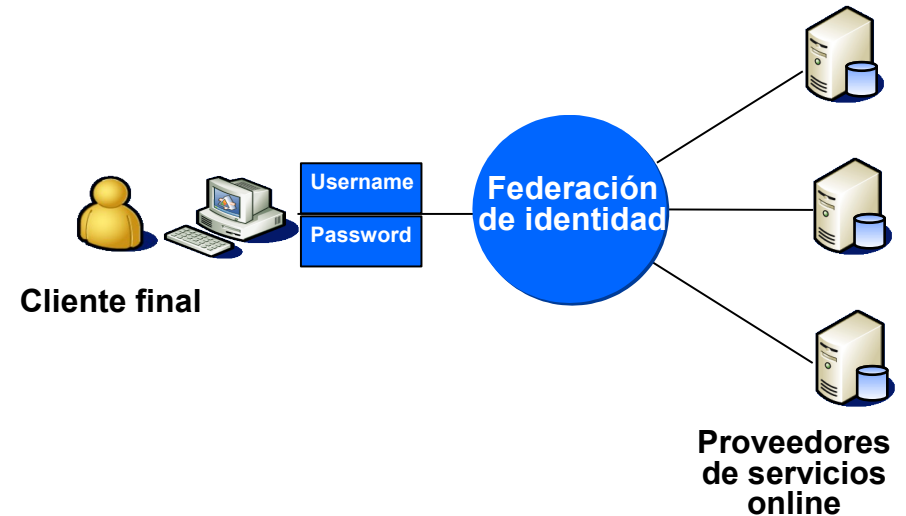 Username
Password
Federación
de identidad
Cliente final
Proveedores
de servicios
online